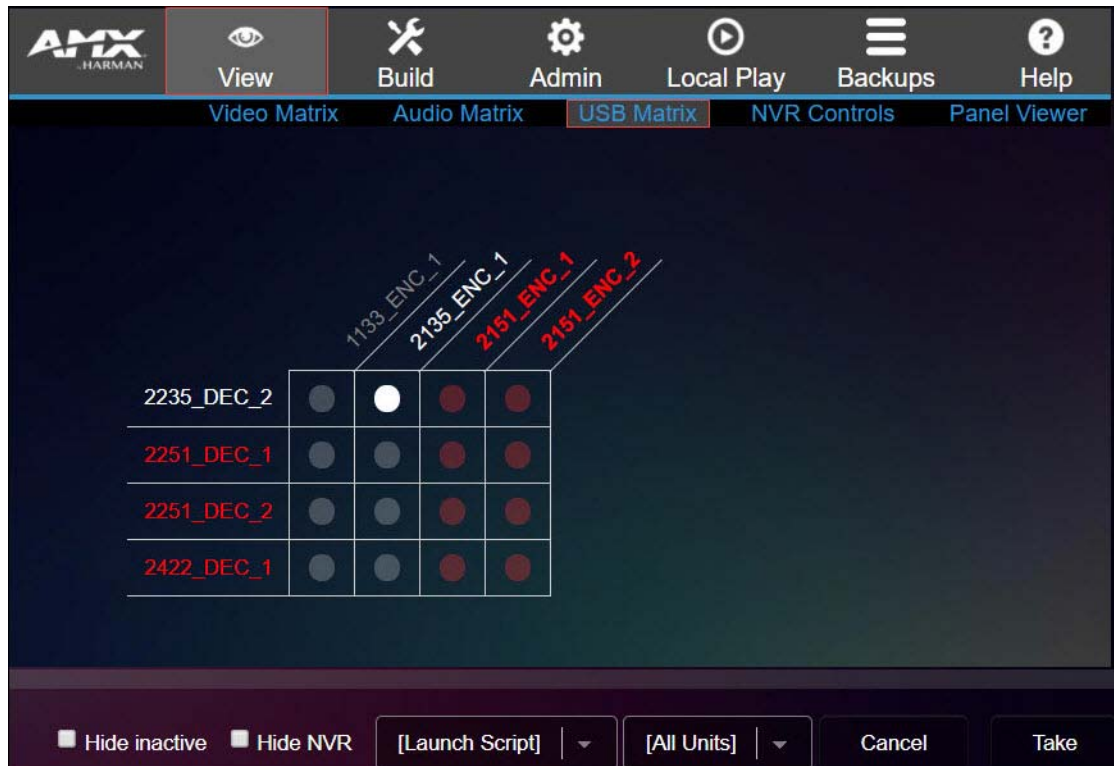 AMX
HARMAN
View
Build
Admin
Local Play
Backups
Help
Video Matrix
Audio Matrix
USB Matrix
NVR Controls
Panel Viewer
1133_ENC_1
2135_ENC_1
2151_ENC_1
2151_ENC_2
2235_DEC_2
2251_DEC_1
2251_DEC_2
2422_DEC_1
Hide inactive
Hide NVR
[Launch Script]
[All Units]
Cancel
Take